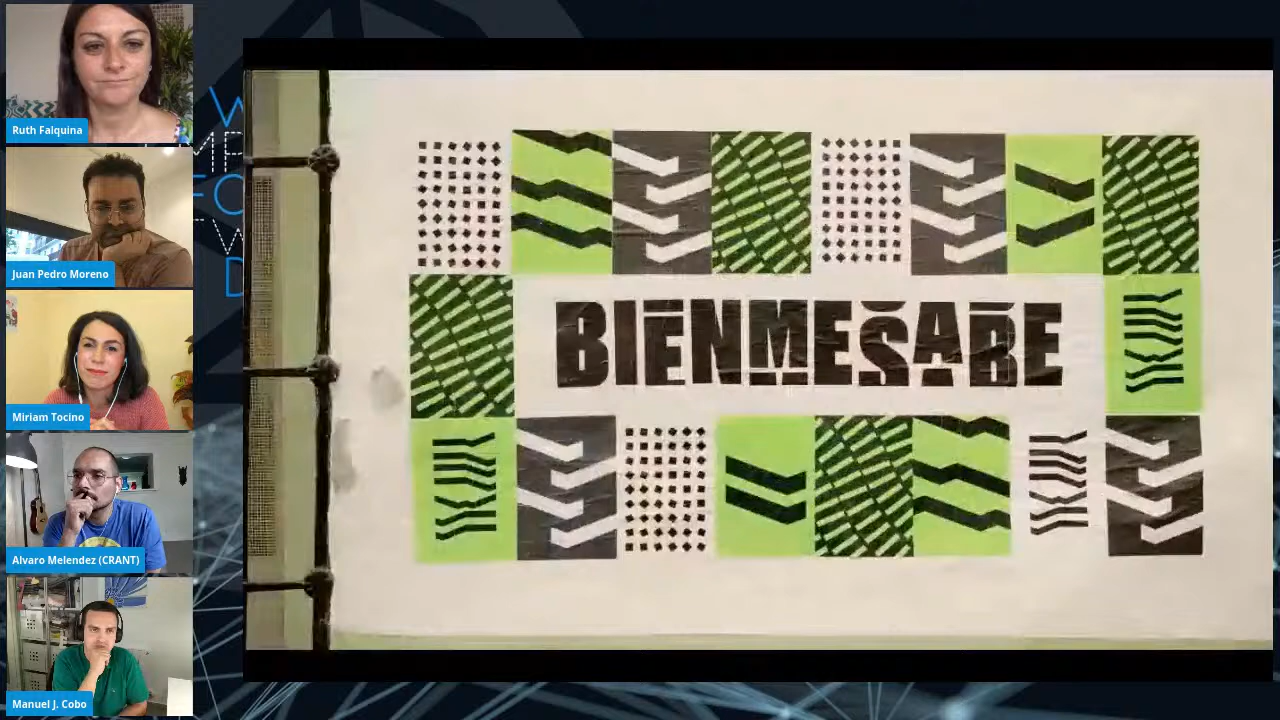 Ruth Falquina
Juan Pedro Moreno
Miriam Tocino
Alvaro Melendez (CRANT)
Manuel J. Cobo
BIENMESABE